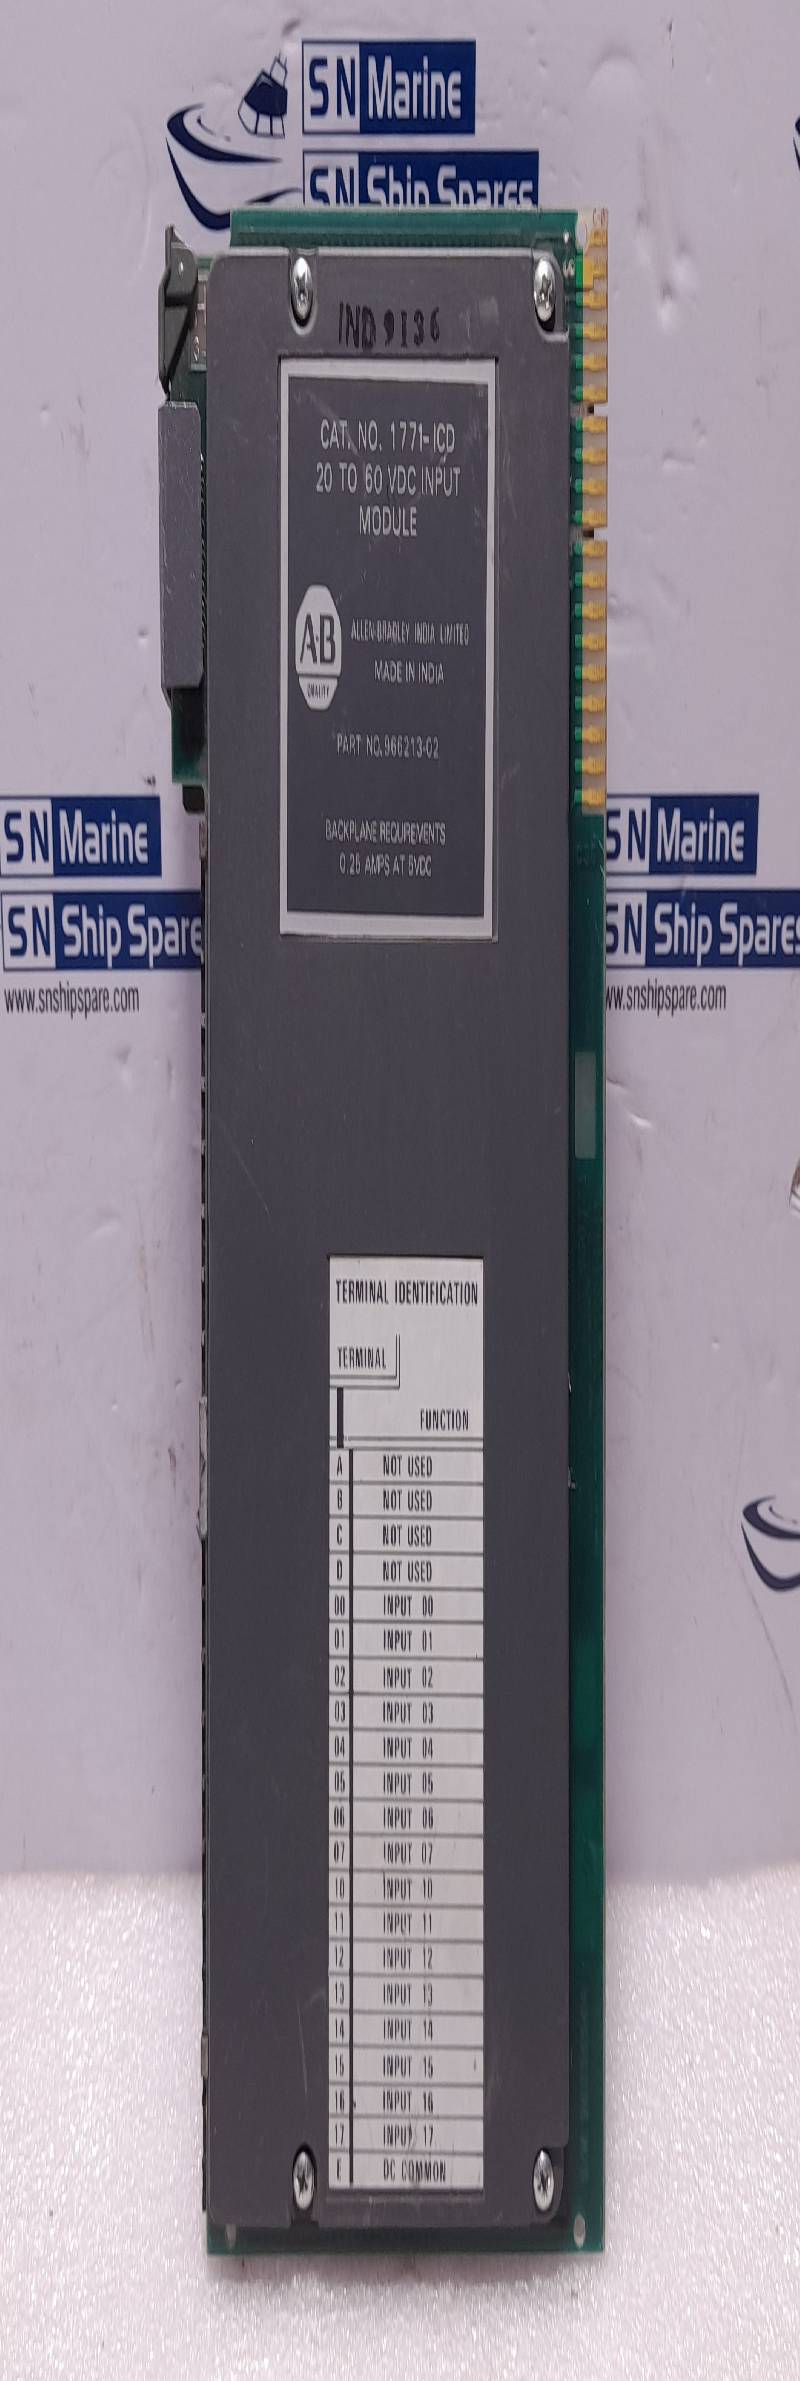 SN Marine
SN Ship Spares
IND 9136
CAT. NO. 1771-ICD
20 TO 60 VDC INPUT
MODULE
AB
QUALITY
ALLEN-BRADLEY INDIA LIMITED
MADE IN INDIA
PART NO.966213-02
BACKPLANE REQUIREMENTS
0.25 AMPS AT 5VDC
SN Marine
SN Ship Spare
www.snshipspare.com
SN Marine
SN Ship Spares
ww.snshipspare.com
TERMINAL IDENTIFICATION
TERMINAL
FUNCTION
A NOT USED
B NOT USED
C NOT USED
D NOT USED
00 INPUT 00
01 INPUT 01
02 INPUT 02
03 INPUT 03
04 INPUT 04
05 INPUT 05
06 INPUT 06
07 INPUT 07
10 INPUT 10
11 INPUT 11
12 INPUT 12
13 INPUT 13
14 INPUT 14
15 INPUT 15
16 INPUT 16
17 INPUT 17
E DC COMMON